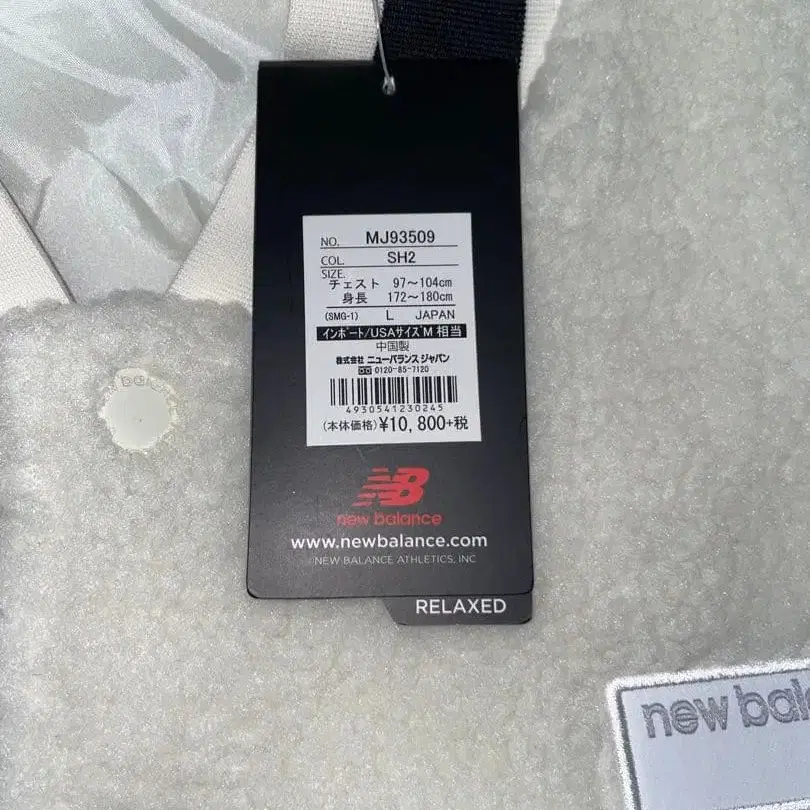 NO. MJ93509
COL. SH2
SIZE.
チェスト 97～104cm
身長 172～180cm
(SMG-1) L JAPAN
インポート/USAサイズM 相当
中国製
株式会社 ニューバランス ジャパン
0120-85-7120
4930541230245
(本体価格) ¥10,800+税
NB
new balance
www.newbalance.com
NEW BALANCE ATHLETICS, INC
RELAXED
new balance
new bal